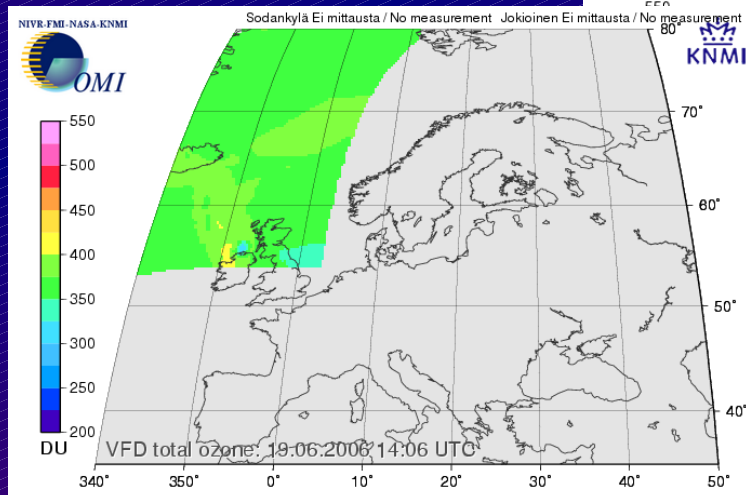 550
Sodankylä Ei mittausta / No measurement Jokioinen Ei mittausta / No measurement
NIVR-FMI-NASA-KNMI
OMI
KNMI
80°
70°
60°
50°
40°
550
500
450
400
350
300
250
200
DU
VFD total ozone: 19.06.2006 14:06 UTC
340° 350° 0° 10° 20° 30° 40° 50°